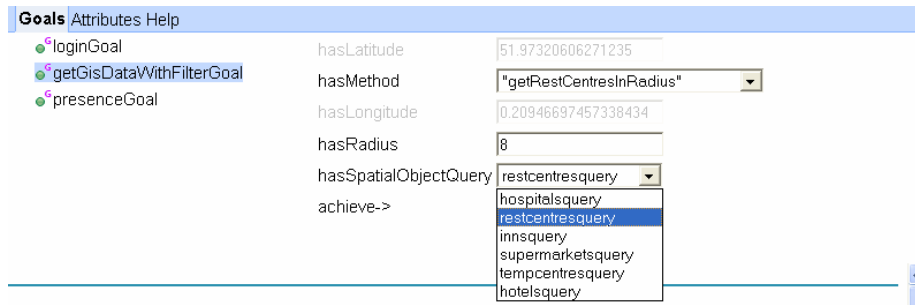 Goals Attributes Help
G loginGoal
G getGisDataWithFilterGoal
G presenceGoal
hasLatitude 51.97320606271235
hasMethod "getRestCentresInRadius"
hasLongitude 0.20946697457338434
hasRadius 8
hasSpatialObjectQuery restcentresquery
achieve->
hospitalsquery
restcentresquery
innsquery
supermarketsquery
tempcentresquery
hotelsquery